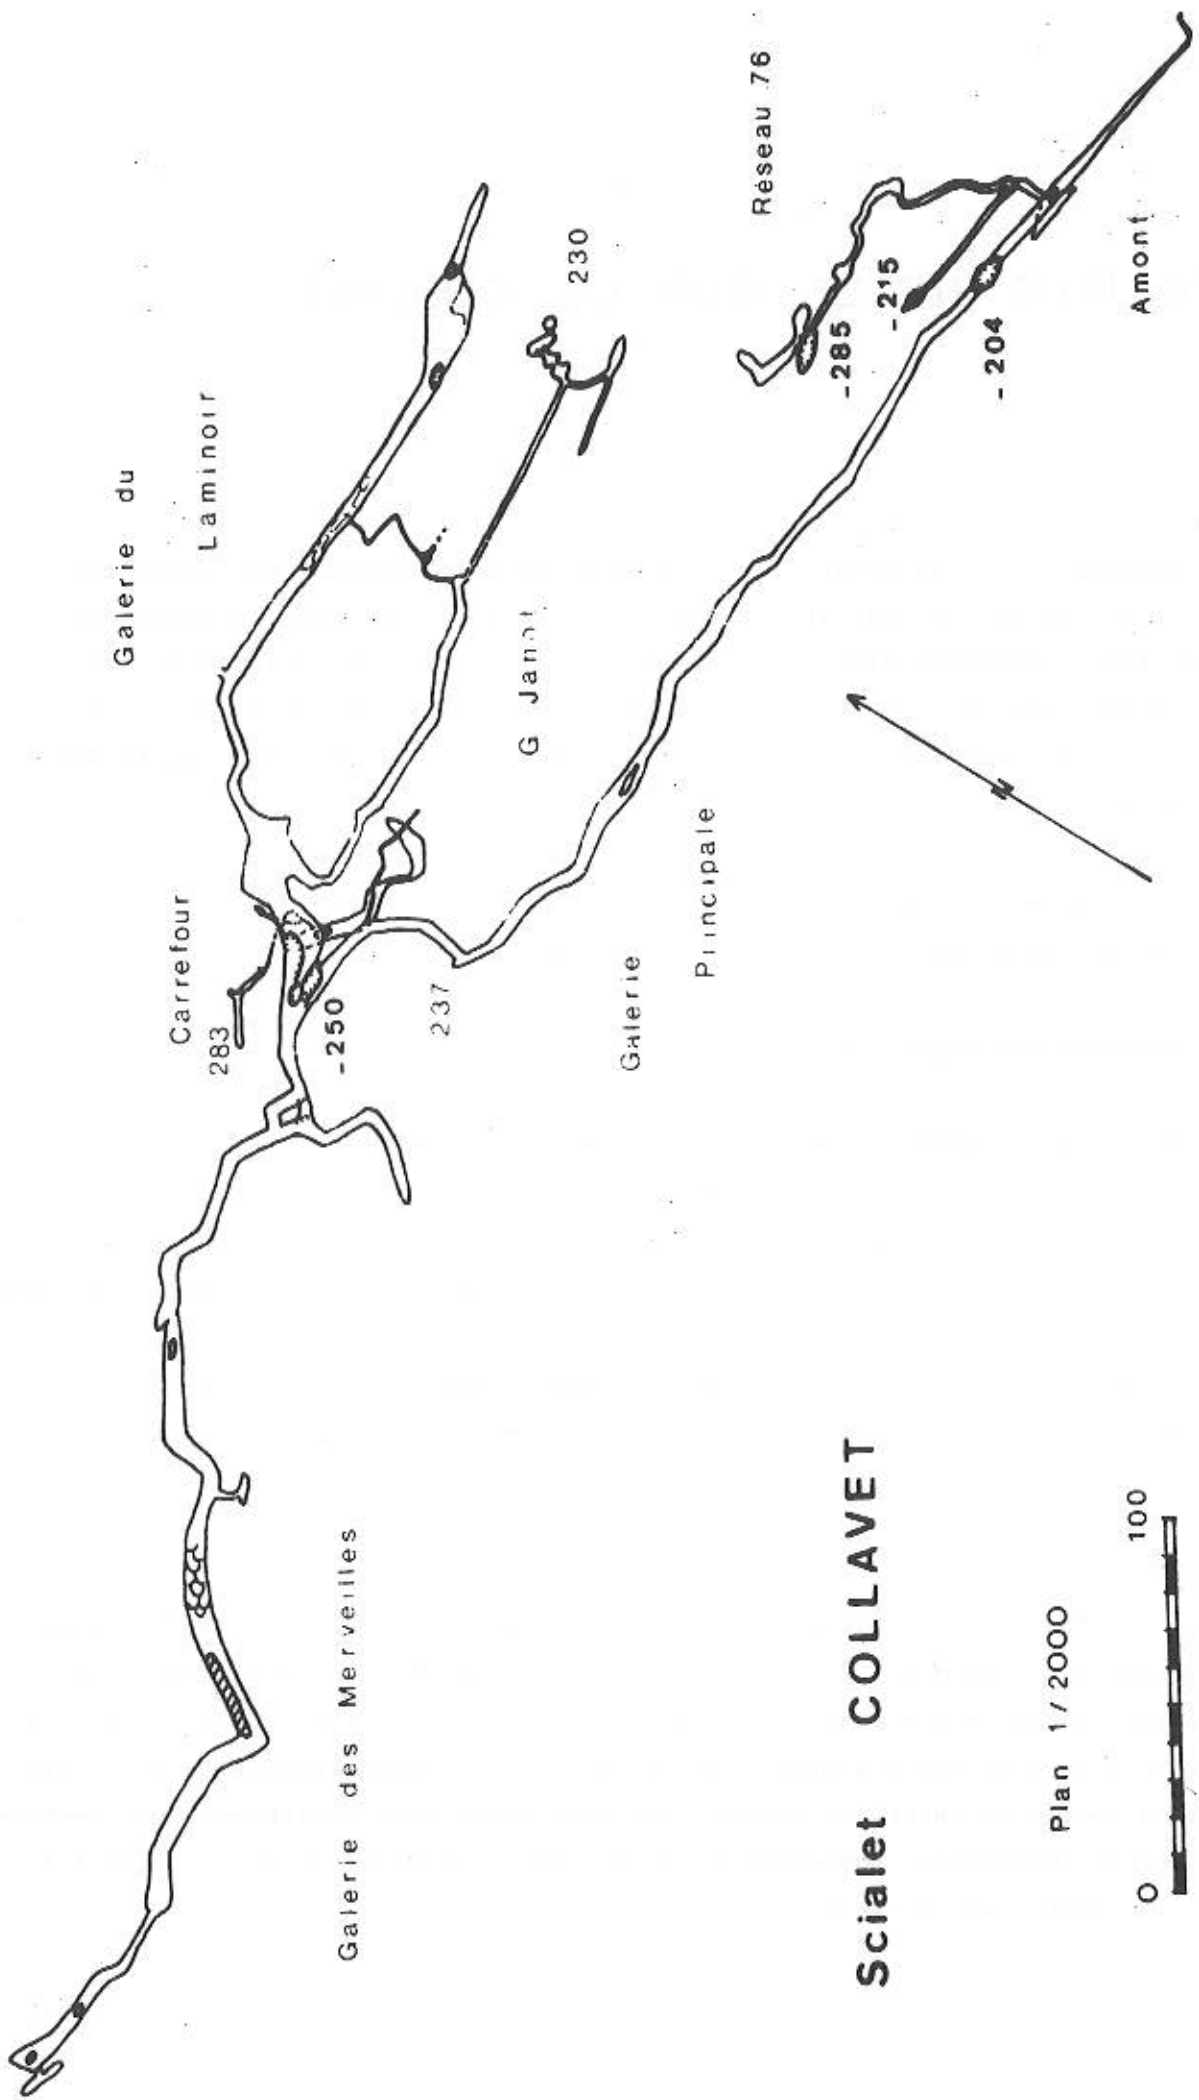 Scialet COLLAVET
Plan 1/2000
0 100
Galerie des Merveilles
Carrefour
283
-250
237
Galerie
Principale
Galerie du
Laminoir
G Janot
230
Réseau 76
-285
-215
-204
Amont
N